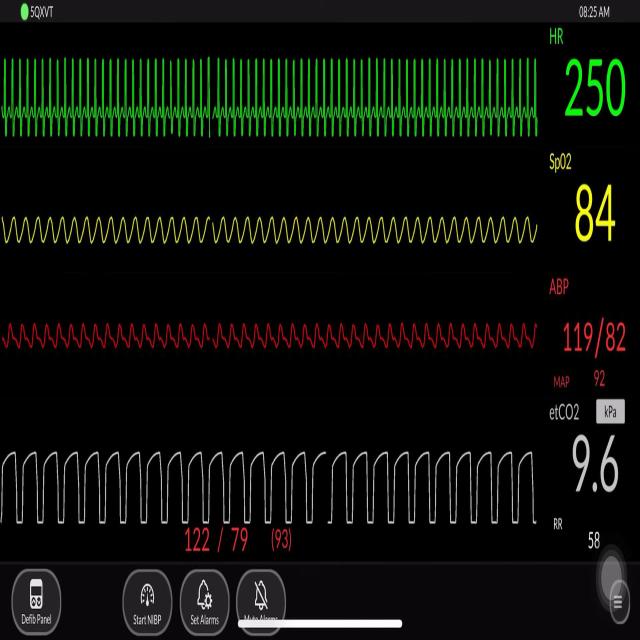 5QXVT
08:25 AM
HR
250
SpO2
84
ABP
119/82
MAP 92
etCO2 kPa
9.6
RR
58
122 / 79 (93)
Defib Panel
Start NIBP
Set Alarms
Mute Alarms